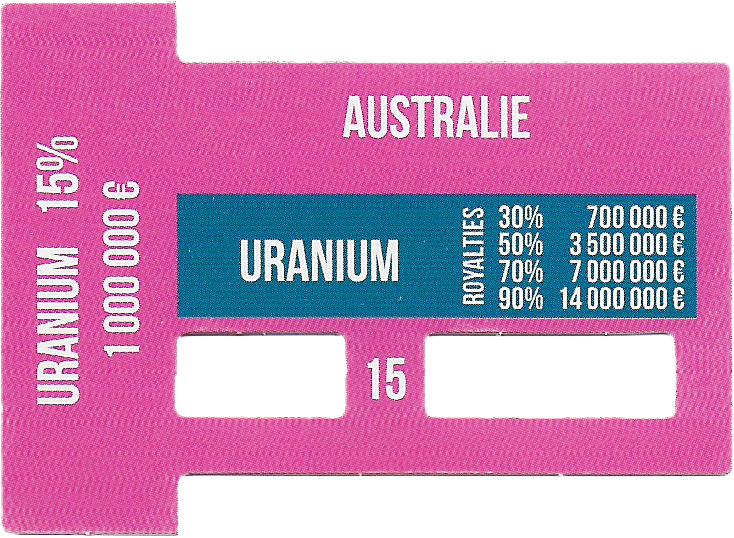 URANIUM 15%
1 000 000 €
AUSTRALIE
URANIUM
ROYALTIES
30% 700 000 €
50% 3 500 000 €
70% 7 000 000 €
90% 14 000 000 €
15